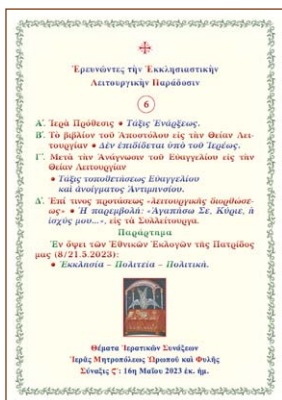 Ἐρευνῶντες τὴν Ἐκκλησιαστικὴν
Λειτουργικὴν Παράδοσιν
6
Α΄. Ἱερὰ Πρόθεσις • Τάξις Ἐνάρξεως.
Β΄. Τὸ βιβλίον τοῦ Ἀποστόλου εἰς τὴν Θείαν Λει-
τουργίαν • Δὲν ἐπιδίδεται ὑπὸ τοῦ Ἱερέως.
Γ΄. Μετὰ τὴν Ἀνάγνωσιν τοῦ Εὐαγγελίου εἰς τὴν
Θείαν Λειτουργίαν
• Τάξις τοποθετήσεως Εὐαγγελίου
καὶ ἀνοίγματος Ἀντιμηνσίου.
Δ΄. Ἐπί τινος προτάσεως «λειτουργικῆς διορθώσε-
ως» • Ἡ παρεμβολή: «Ἀγαπήσω Σε, Κύριε, ἡ
ἰσχύς μου...», εἰς τὰ Συλλείτουργα.
Παράρτημα
Ἐν ὄψει τῶν Ἐθνικῶν Ἐκλογῶν τῆς Πατρίδος
μας (8/21.5.2023):
• Ἐκκλησία – Πολιτεία – Πολιτική.
Θέματα Ἱερατικῶν Συνάξεων
Ἱερᾶς Μητροπόλεως Ὠρωποῦ καὶ Φυλῆς
Σύναξις Ϛ΄: 16η Μαΐου 2023 ἐκ. ἡμ.